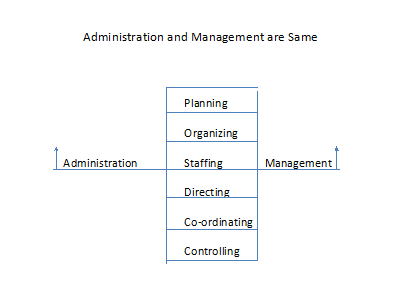 Administration and Management are Same
Planning
Organizing
Administration Staffing Management
Directing
Co-ordinating
Controlling